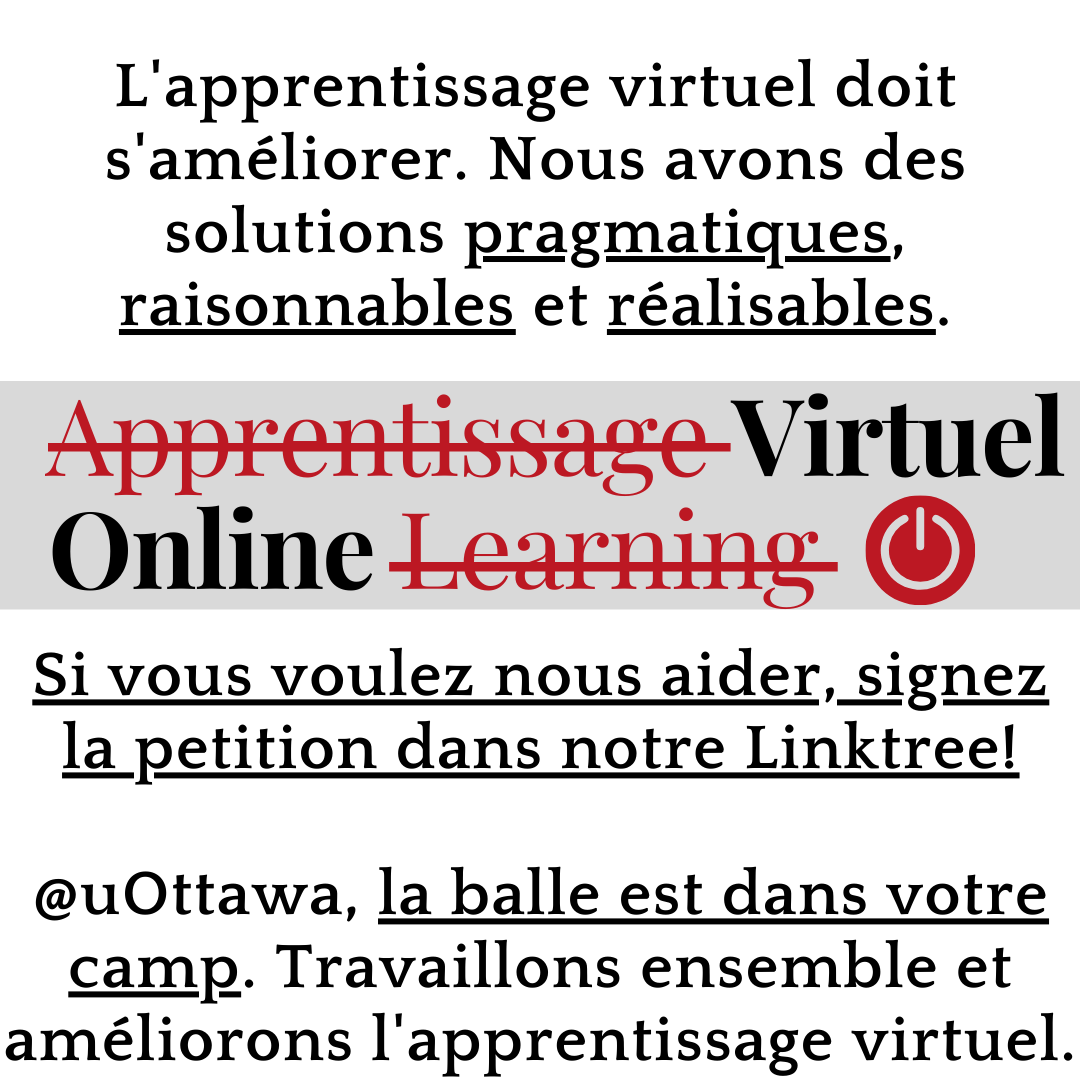 L'apprentissage virtuel doit
s'améliorer. Nous avons des
solutions pragmatiques,
raisonnables et réalisables.
Apprentissage Virtuel
Online Learning
Si vous voulez nous aider, signez
la petition dans notre Linktree!
@uOttawa, la balle est dans votre
camp. Travaillons ensemble et
améliorons l'apprentissage virtuel.